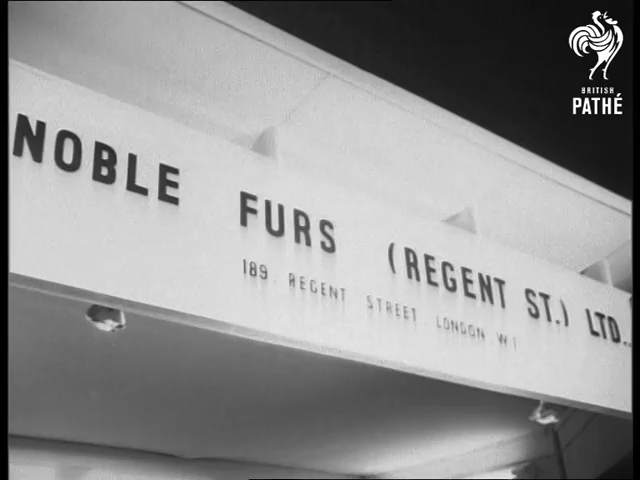 BRITISH
PATHÉ
NOBLE FURS (REGENT ST.) LTD.,
189 REGENT STREET LONDON W1